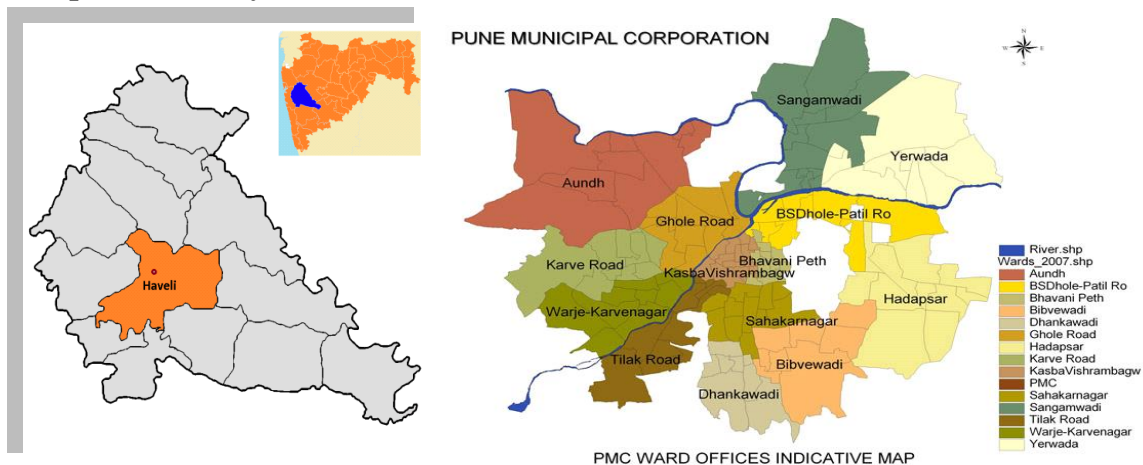 Haveli
PUNE MUNICIPAL CORPORATION
N
W E
S
Sangamwadi
Yerwada
Aundh
Ghole Road
BSDhole-Patil Ro
Karve Road
KasbaVishrambagw
Bhavani Peth
Hadapsar
Warje-Karvenagar
Sahakarnagar
Tilak Road
Bibvewadi
Dhankawadi
River.shp
Wards_2007.shp
Aundh
BSDhole-Patil Ro
Bhavani Peth
Bibvewadi
Dhankawadi
Ghole Road
Hadapsar
Karve Road
KasbaVishrambagw
PMC
Sahakarnagar
Sangamwadi
Tilak Road
Warje-Karvenagar
Yerwada
PMC WARD OFFICES INDICATIVE MAP